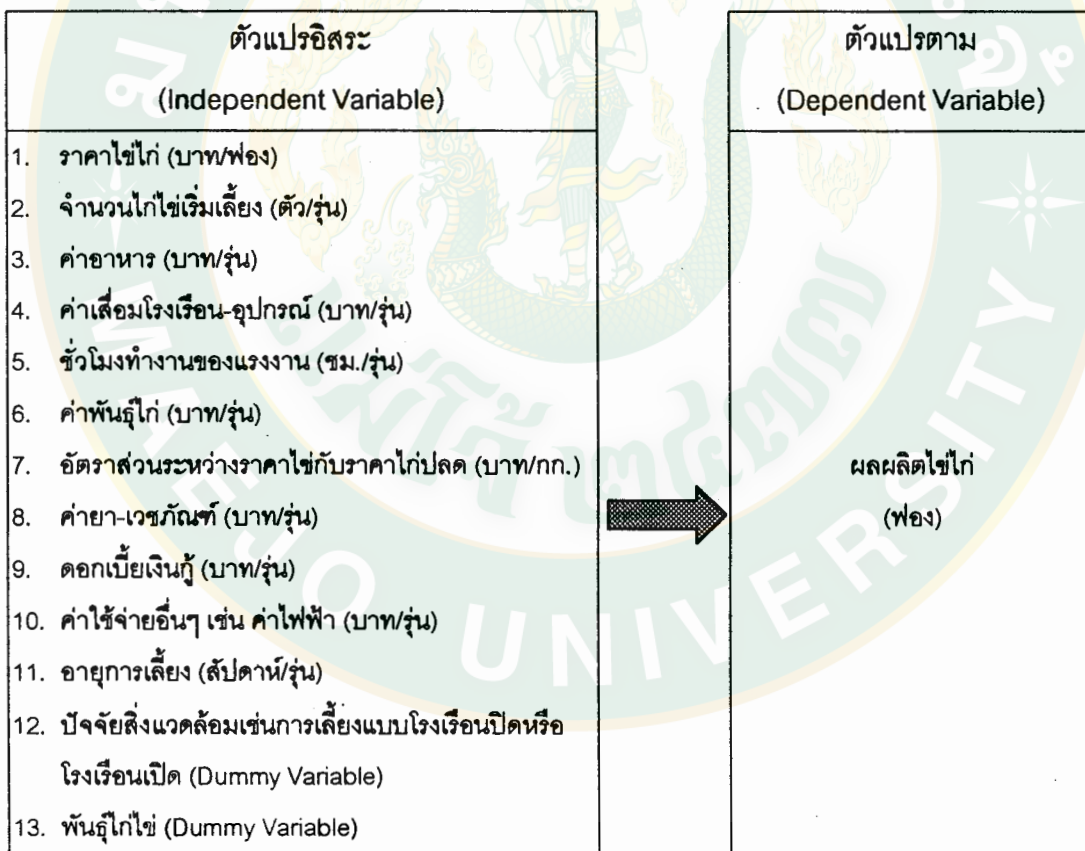 ตัวแปรอิสระ
(Independent Variable)
1. ราคาไข่ไก่ (บาท/ฟอง)
2. จำนวนไก่ไข่เริ่มเลี้ยง (ตัว/รุ่น)
3. ค่าอาหาร (บาท/รุ่น)
4. ค่าเสื่อมโรงเรือน-อุปกรณ์ (บาท/รุ่น)
5. ชั่วโมงทำงานของแรงงาน (ชม./รุ่น)
6. ค่าพันธุ์ไก่ (บาท/รุ่น)
7. อัตราส่วนระหว่างราคาไข่กับราคาไก่ปลด (บาท/กก.)
8. ค่ายา-เวชภัณฑ์ (บาท/รุ่น)
9. ดอกเบี้ยเงินกู้ (บาท/รุ่น)
10. ค่าใช้จ่ายอื่นๆ เช่น ค่าไฟฟ้า (บาท/รุ่น)
11. อายุการเลี้ยง (สัปดาห์/รุ่น)
12. ปัจจัยสิ่งแวดล้อมเช่นการเลี้ยงแบบโรงเรือนปิดหรือ
โรงเรือนเปิด (Dummy Variable)
13. พันธุ์ไก่ไข่ (Dummy Variable)
ตัวแปรตาม
(Dependent Variable)
ผลผลิตไข่ไก่
(ฟอง)
แม่โจ้ ๒๔๗๗
MAEJO UNIVERSITY